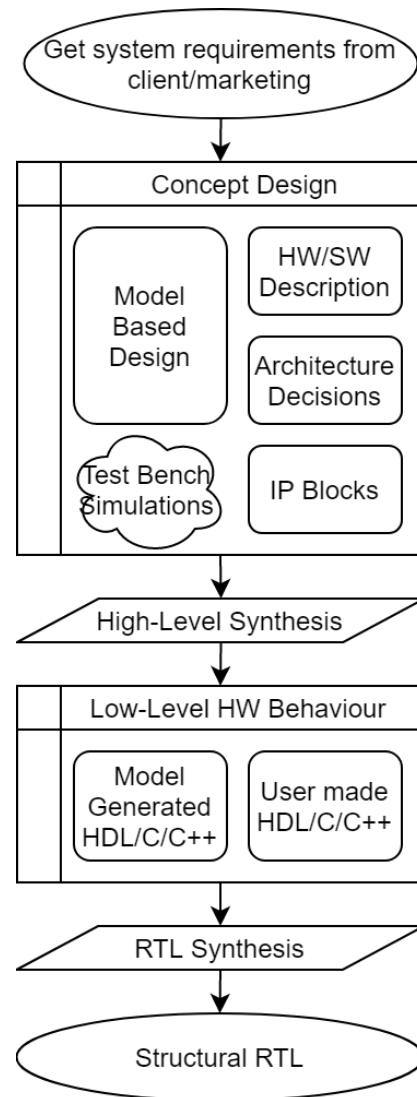 Get system requirements from
client/marketing
Concept Design
Model
Based
Design
HW/SW
Description
Architecture
Decisions
Test Bench
Simulations
IP Blocks
High-Level Synthesis
Low-Level HW Behaviour
Model
Generated
HDL/C/C++
User made
HDL/C/C++
RTL Synthesis
Structural RTL